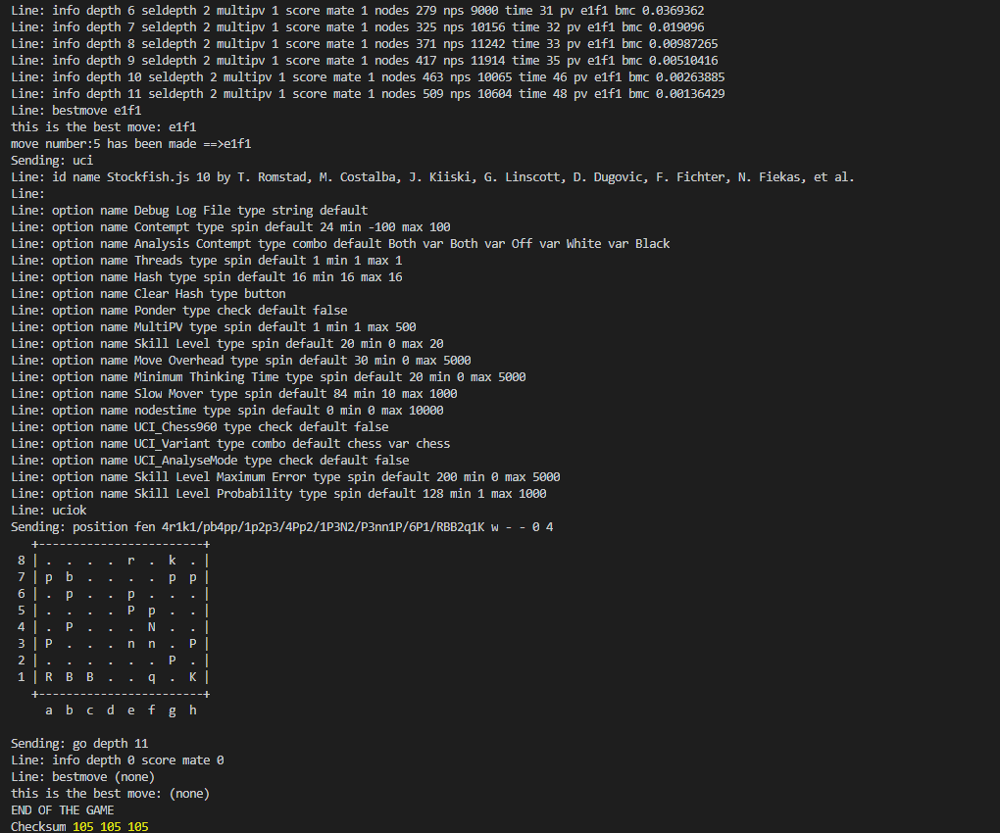 Line: info depth 6 seldepth 2 multipv 1 score mate 1 nodes 279 nps 9000 time 31 pv e1f1 bmc 0.0369362
Line: info depth 7 seldepth 2 multipv 1 score mate 1 nodes 325 nps 10156 time 32 pv e1f1 bmc 0.019096
Line: info depth 8 seldepth 2 multipv 1 score mate 1 nodes 371 nps 11242 time 33 pv e1f1 bmc 0.00987265
Line: info depth 9 seldepth 2 multipv 1 score mate 1 nodes 417 nps 11914 time 35 pv e1f1 bmc 0.00510416
Line: info depth 10 seldepth 2 multipv 1 score mate 1 nodes 463 nps 10065 time 46 pv e1f1 bmc 0.00263885
Line: info depth 11 seldepth 2 multipv 1 score mate 1 nodes 509 nps 10604 time 48 pv e1f1 bmc 0.00136429
Line: bestmove e1f1
this is the best move: e1f1
move number:5 has been made ==>e1f1
Sending: uci
Line: id name Stockfish.js 10 by T. Romstad, M. Costalba, J. Kiiski, G. Linscott, D. Dugovic, F. Fichter, N. Fiekas, et al.
Line:
Line: option name Debug Log File type string default
Line: option name Contempt type spin default 24 min -100 max 100
Line: option name Analysis Contempt type combo default Both var Both var Off var White var Black
Line: option name Threads type spin default 1 min 1 max 1
Line: option name Hash type spin default 16 min 16 max 16
Line: option name Clear Hash type button
Line: option name Ponder type check default false
Line: option name MultiPV type spin default 1 min 1 max 500
Line: option name Skill Level type spin default 20 min 0 max 20
Line: option name Move Overhead type spin default 30 min 0 max 5000
Line: option name Minimum Thinking Time type spin default 20 min 0 max 5000
Line: option name Slow Mover type spin default 84 min 10 max 1000
Line: option name nodestime type spin default 0 min 0 max 10000
Line: option name UCI_Chess960 type check default false
Line: option name UCI_Variant type combo default chess var chess
Line: option name UCI_AnalyseMode type check default false
Line: option name Skill Level Maximum Error type spin default 200 min 0 max 5000
Line: option name Skill Level Probability type spin default 128 min 1 max 1000
Line: uciok
Sending: position fen 4r1k1/pb4pp/1p2p3/4Pp2/1P3N2/P3nn1P/6P1/RBB2q1K w - - 0 4
   +------------------------+
 8 | .  .  .  .  r  .  k  . |
 7 | p  b  .  .  .  .  p  p |
 6 | .  p  .  .  p  .  .  . |
 5 | .  .  .  .  P  p  .  . |
 4 | .  P  .  .  .  N  .  . |
 3 | P  .  .  .  n  n  .  P |
 2 | .  .  .  .  .  .  P  . |
 1 | R  B  B  .  .  q  .  K |
   +------------------------+
     a  b  c  d  e  f  g  h
Sending: go depth 11
Line: info depth 0 score mate 0
Line: bestmove (none)
this is the best move: (none)
END OF THE GAME
Checksum 105 105 105